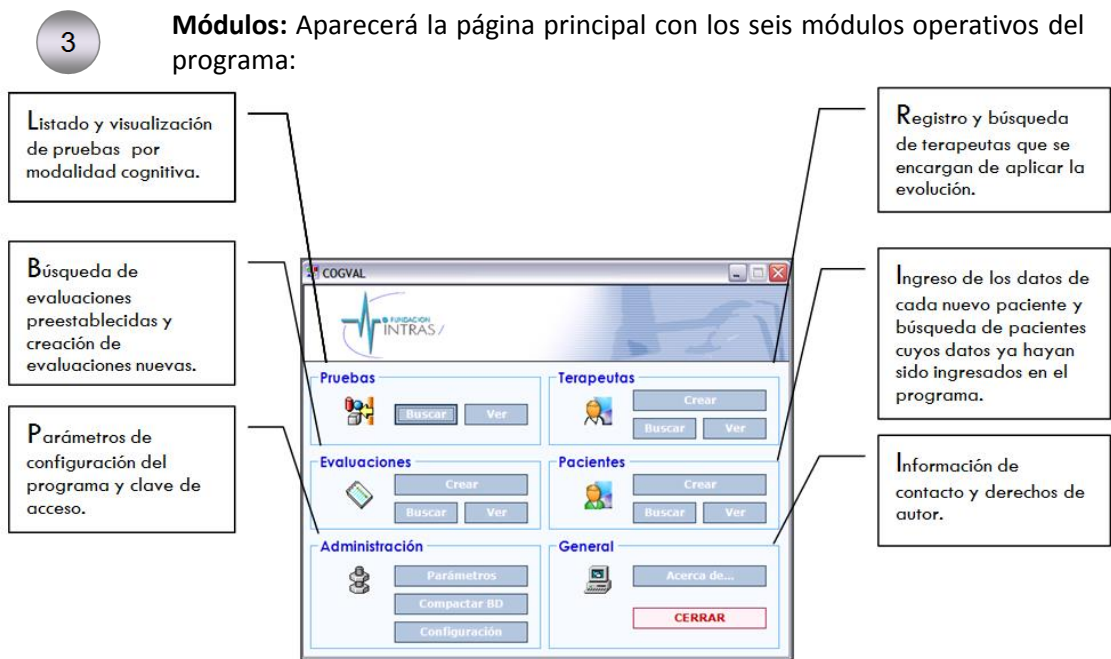 3
Módulos: Aparecerá la página principal con los seis módulos operativos del
programa:
Listado y visualización
de pruebas por
modalidad cognitiva.
Búsqueda de
evaluaciones
preestablecidas y
creación de
evaluaciones nuevas.
Parámetros de
configuración del
programa y clave de
acceso.
COGVAL
FUNDACION
INTRAS/
Pruebas
Buscar Ver
Terapeutas
Crear
Buscar Ver
Evaluaciones
Crear
Buscar Ver
Pacientes
Crear
Buscar Ver
Administración
Parámetros
Compactar BD
Configuración
General
Acerca de...
CERRAR
Registro y búsqueda
de terapeutas que se
encargan de aplicar la
evolución.
Ingreso de los datos de
cada nuevo paciente y
búsqueda de pacientes
cuyos datos ya hayan
sido ingresados en el
programa.
Información de
contacto y derechos de
autor.